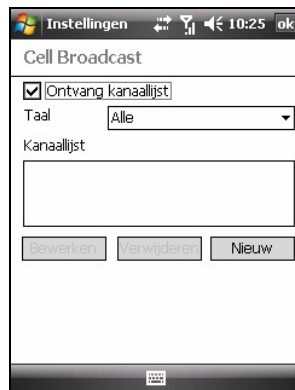 Instellingen 10:25 ok
Cell Broadcast
Ontvang kanaallijst
Taal Alle
Kanaallijst
Bewerken Verwijderen Nieuw